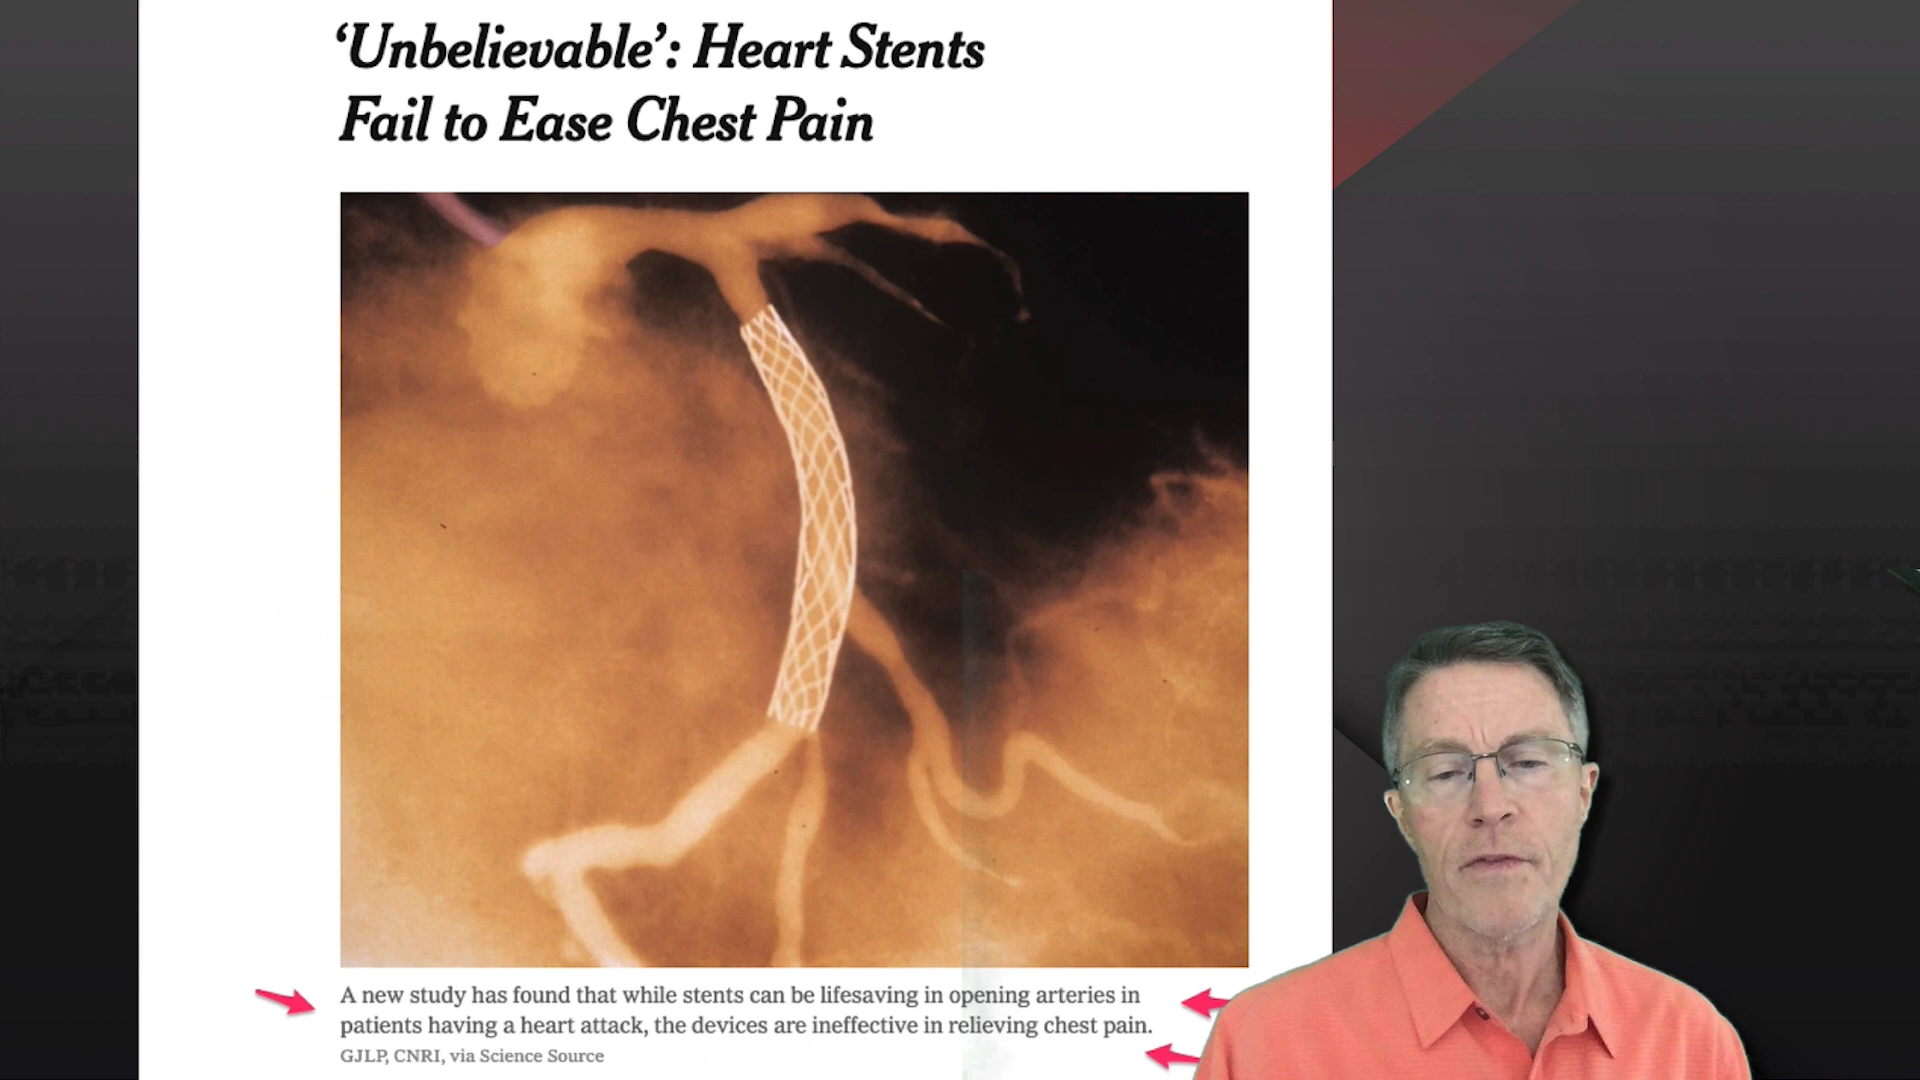 ‘Unbelievable’: Heart Stents
Fail to Ease Chest Pain
A new study has found that while stents can be lifesaving in opening arteries in
patients having a heart attack, the devices are ineffective in relieving chest pain.
GJLP, CNRI, via Science Source